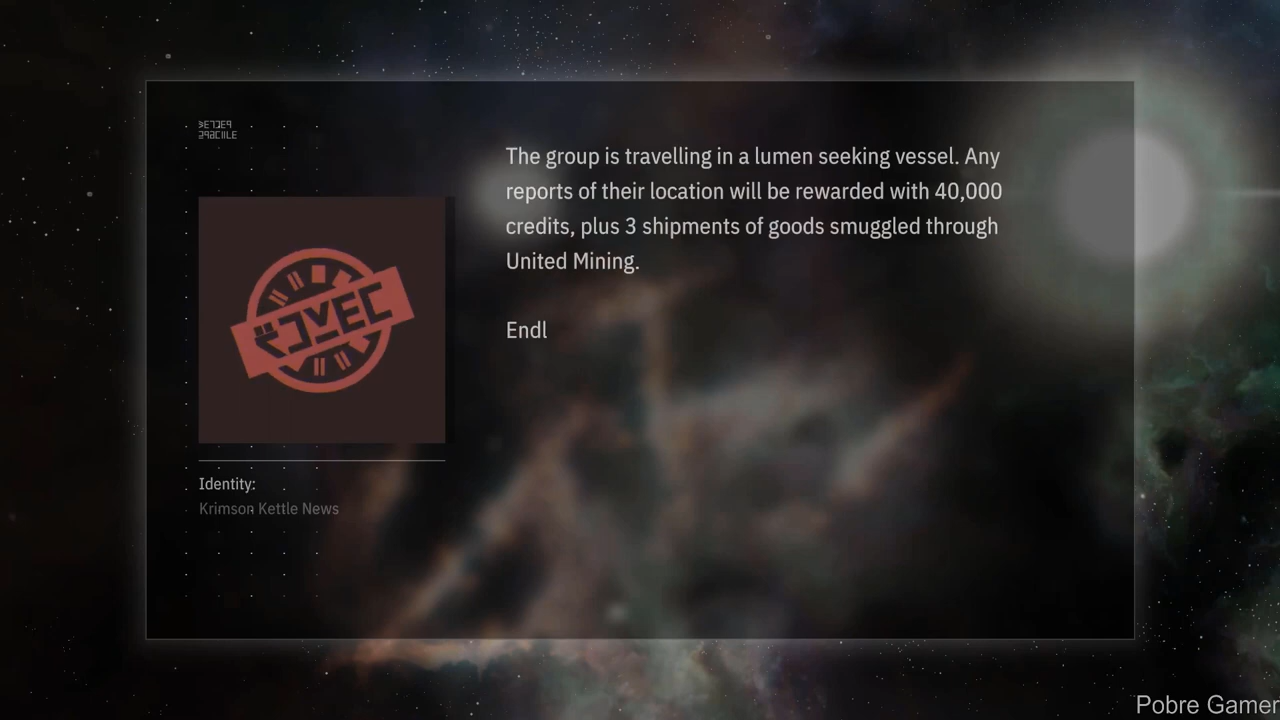 The group is travelling in a lumen seeking vessel. Any
reports of their location will be rewarded with 40,000
credits, plus 3 shipments of goods smuggled through
United Mining.
Endl
Identity:
Krimson Kettle News
Pobre Gamer